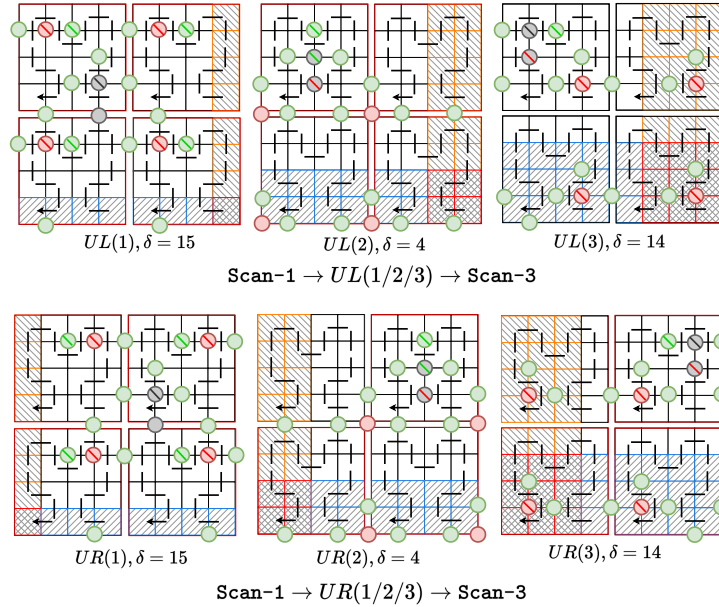 UL(1), δ = 15
UL(2), δ = 4
UL(3), δ = 14
Scan-1 → UL(1/2/3) → Scan-3
UR(1), δ = 15
UR(2), δ = 4
UR(3), δ = 14
Scan-1 → UR(1/2/3) → Scan-3